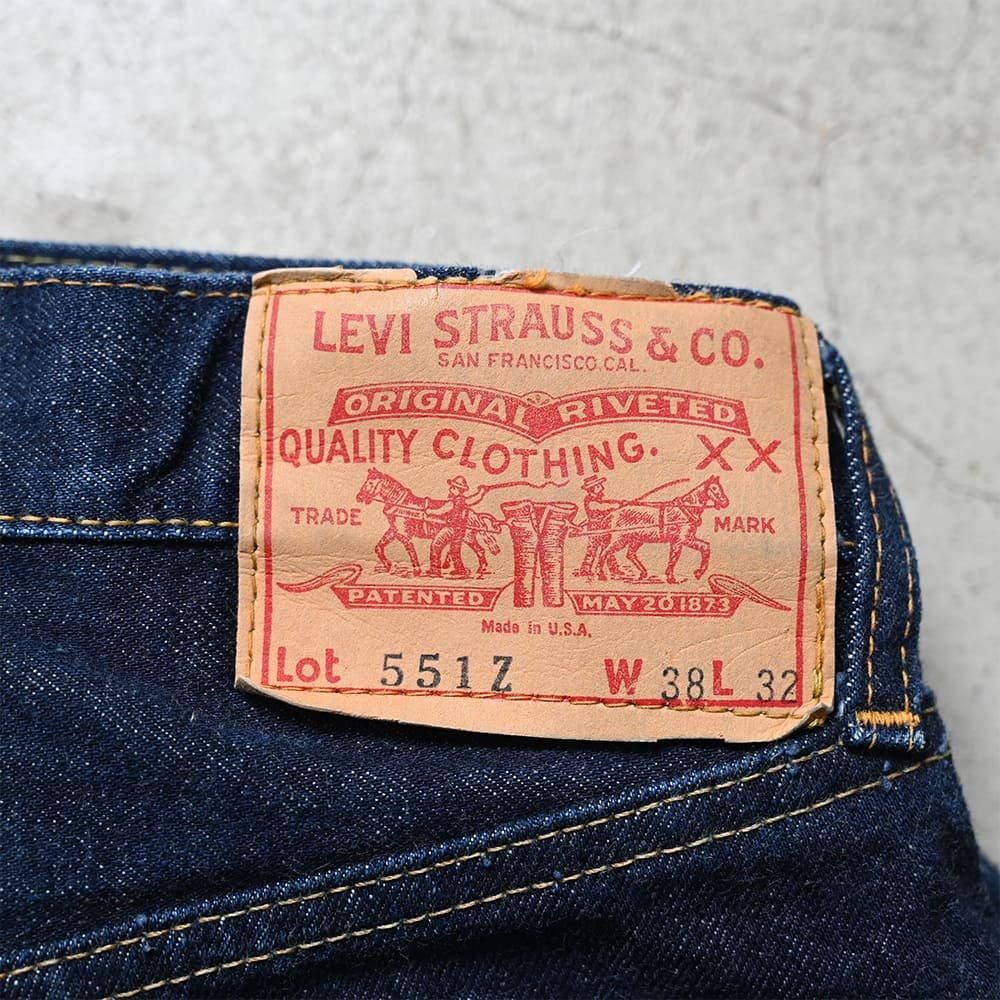 LEVI STRAUSS & CO.
SAN FRANCISCO, CAL.
ORIGINAL RIVETED
QUALITY CLOTHING. XX
TRADE MARK
PATENTED MAY 20 1873
Made in U.S.A.
Lot 551Z W 38 L 32